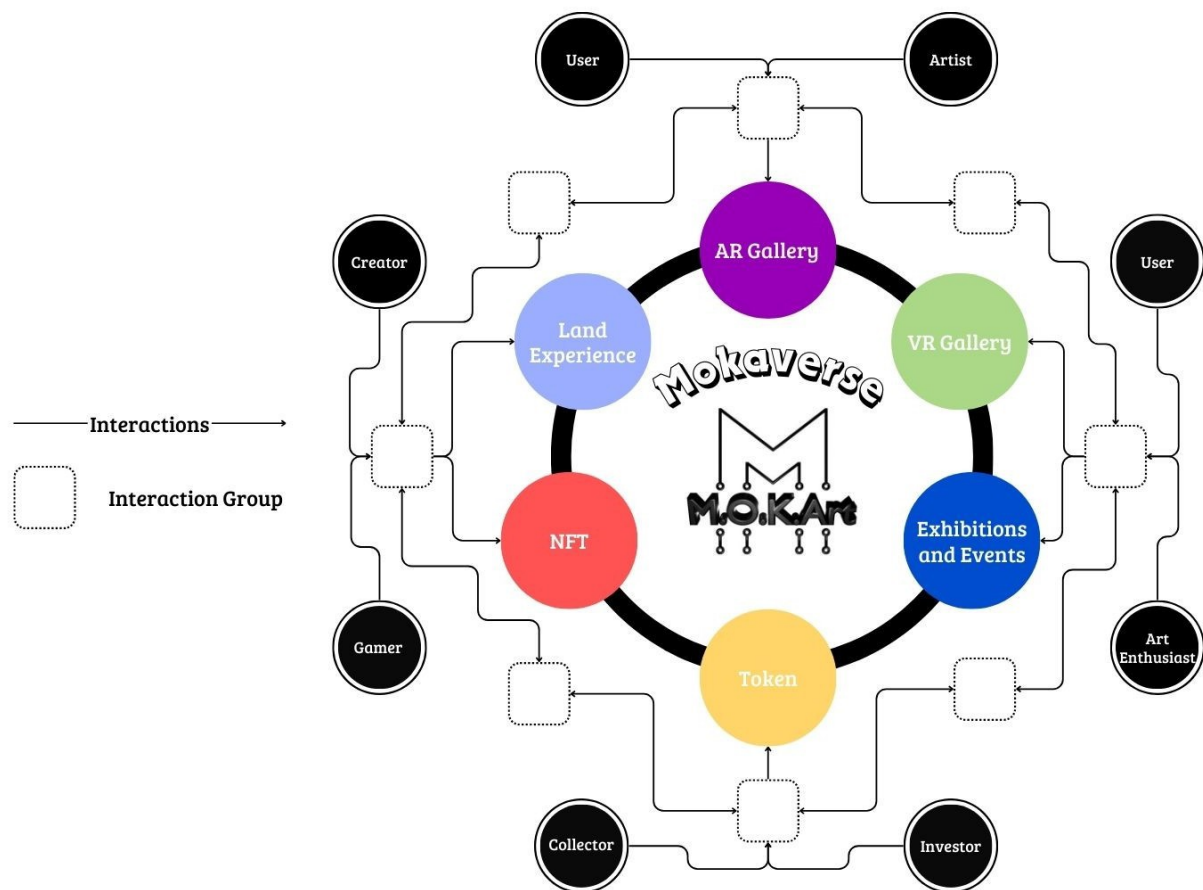 User
Artist
AR Gallery
Creator
User
Land
Experience
VR Gallery
Mokaverse
Interactions
M.O.K.Art
Interaction Group
NFT
Exhibitions
and Events
Gamer
Art
Enthusiast
Token
Collector
Investor